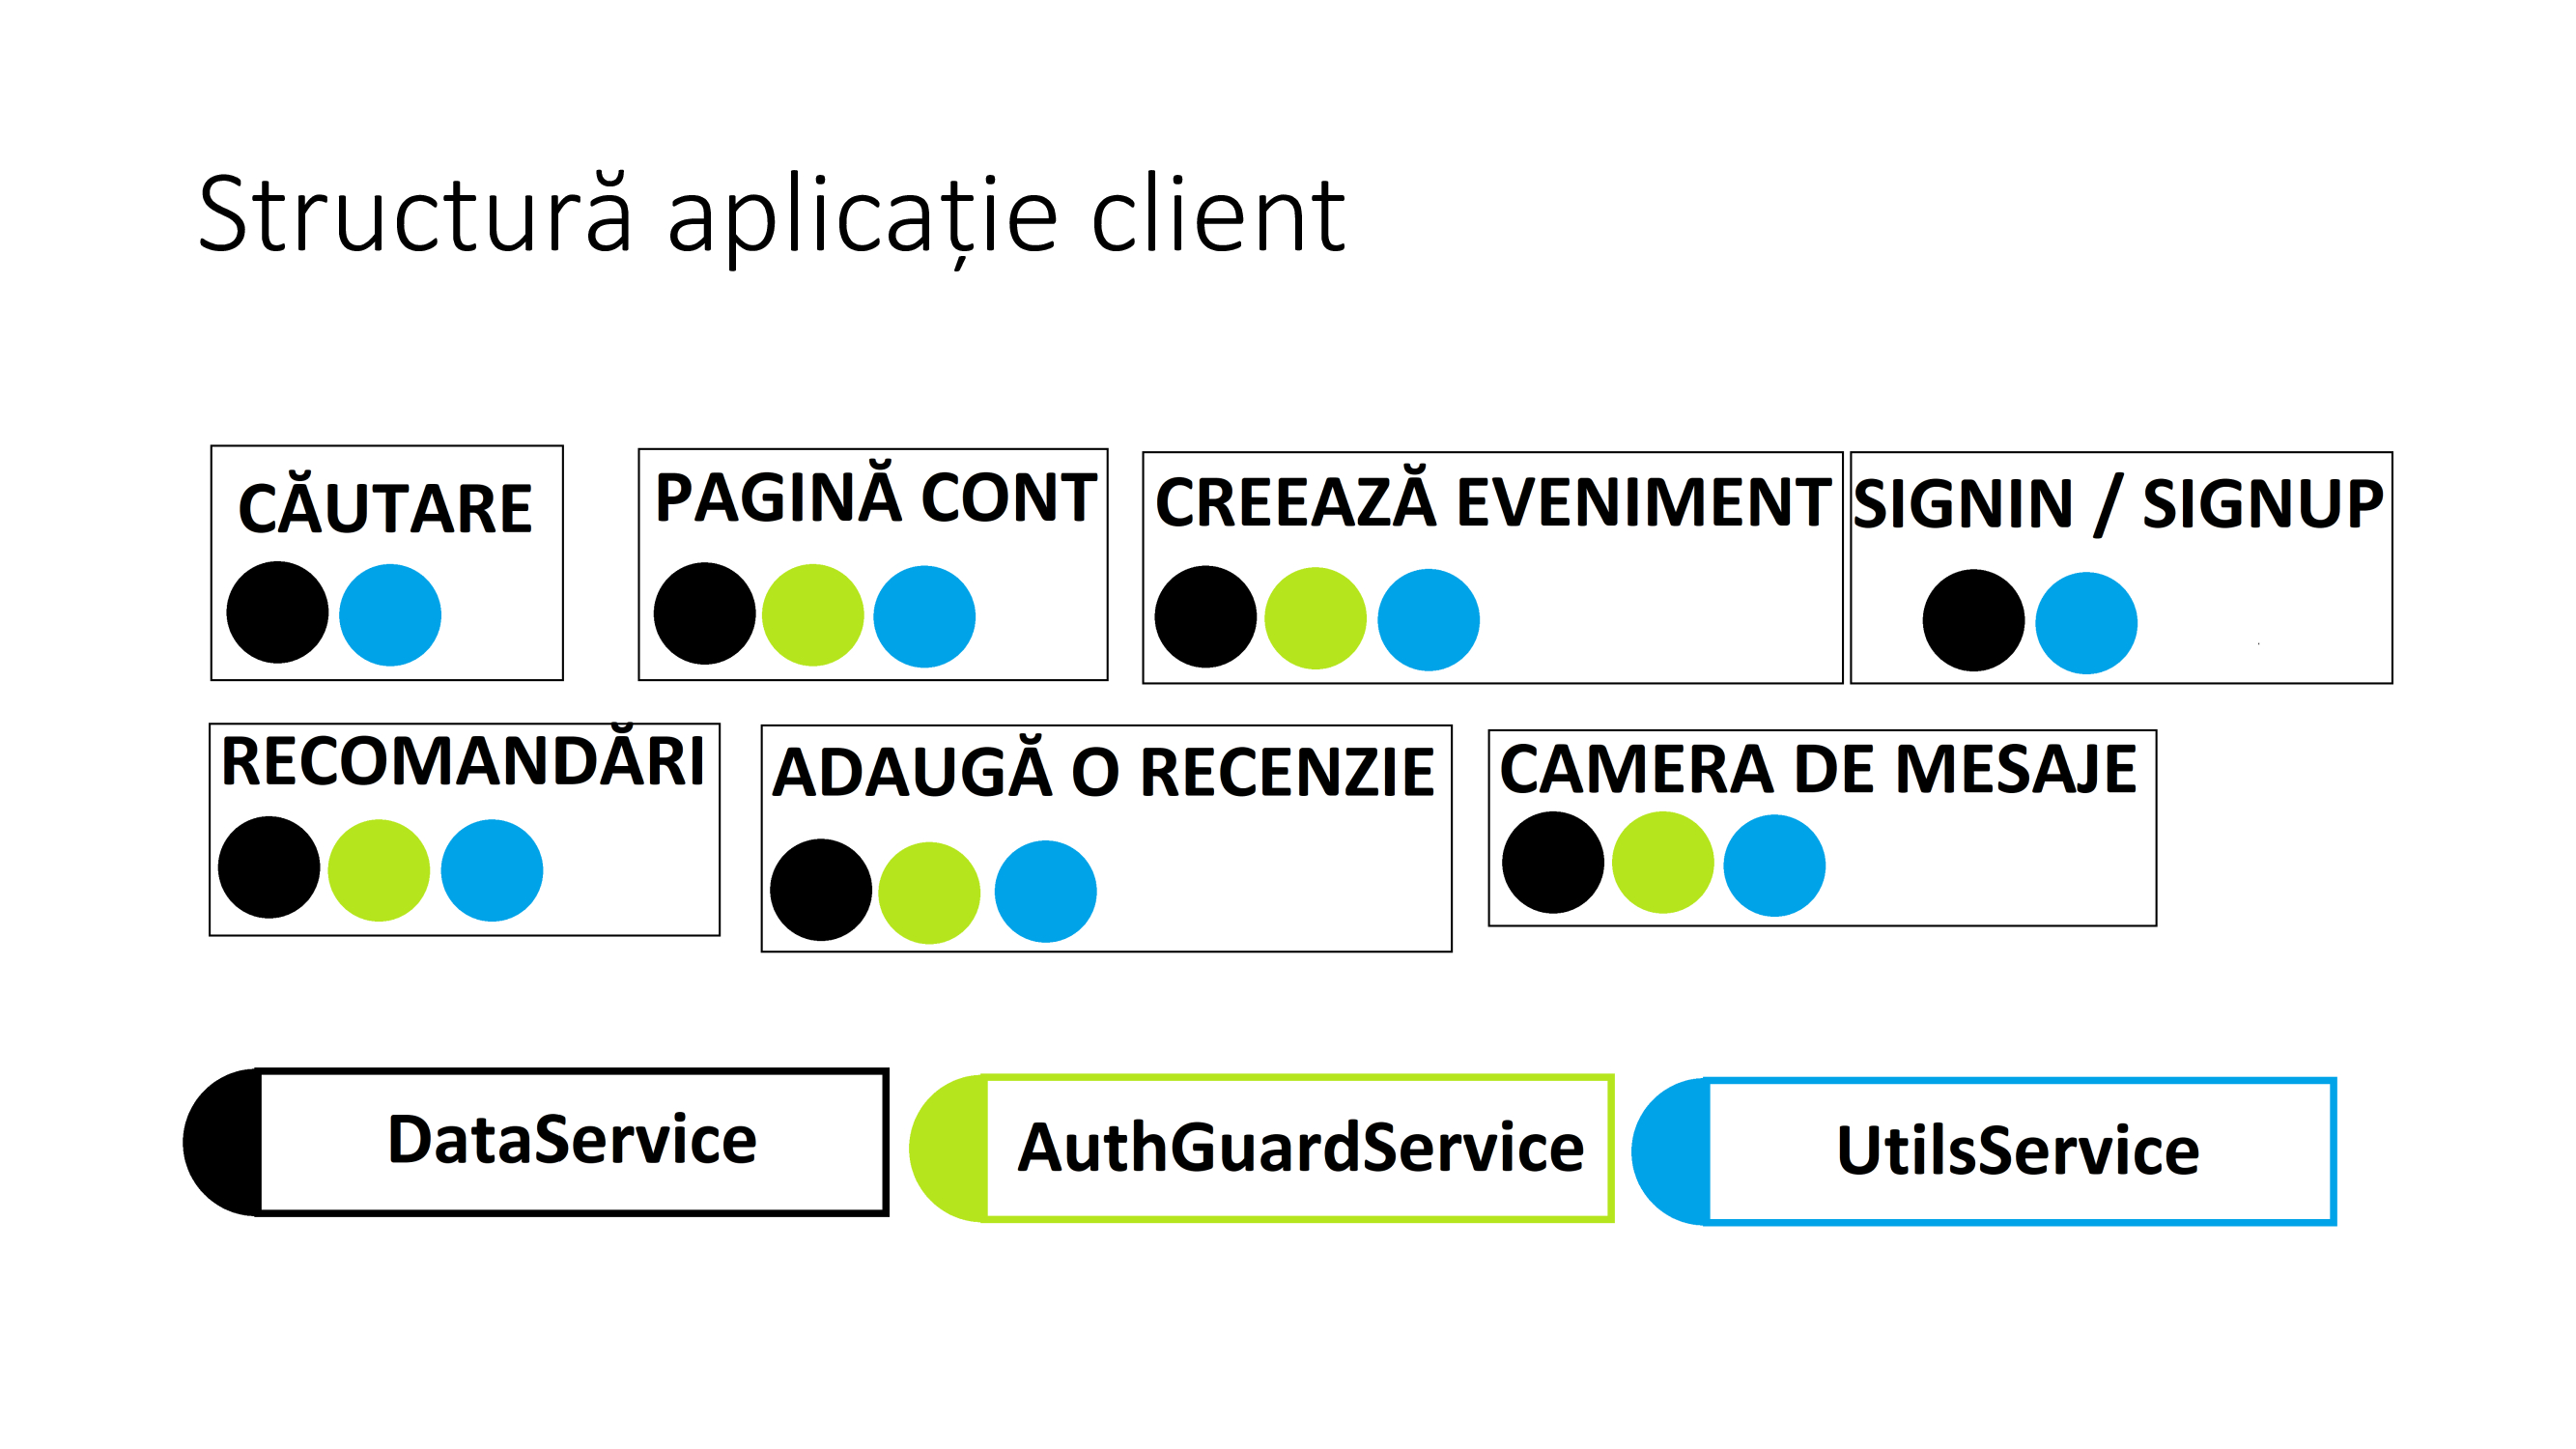 Structură aplicație client
CĂUTARE
PAGINĂ CONT
CREEAZĂ EVENIMENT
SIGNIN / SIGNUP
RECOMANDĂRI
ADAUGĂ O RECENZIE
CAMERA DE MESAJE
DataService
AuthGuardService
UtilsService